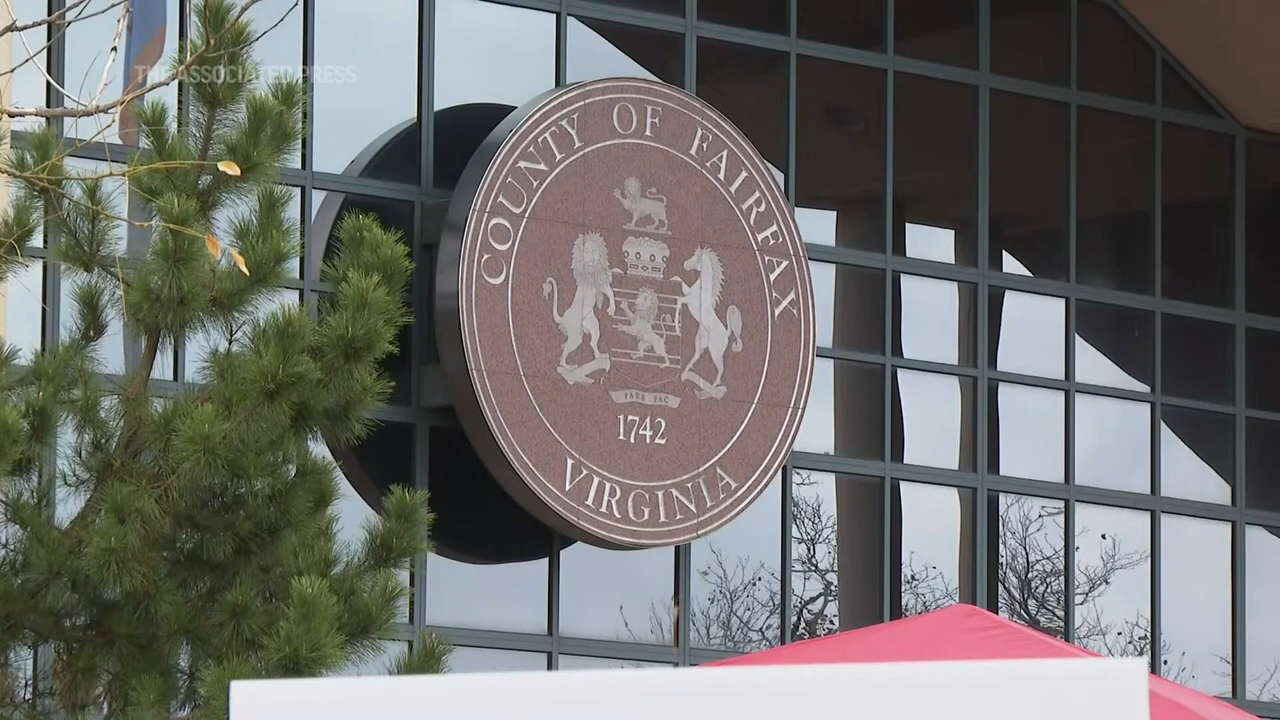 THE ASSOCIATED PRESS
COUNTY OF FAIRFAX
FARE FAC
1742
VIRGINIA